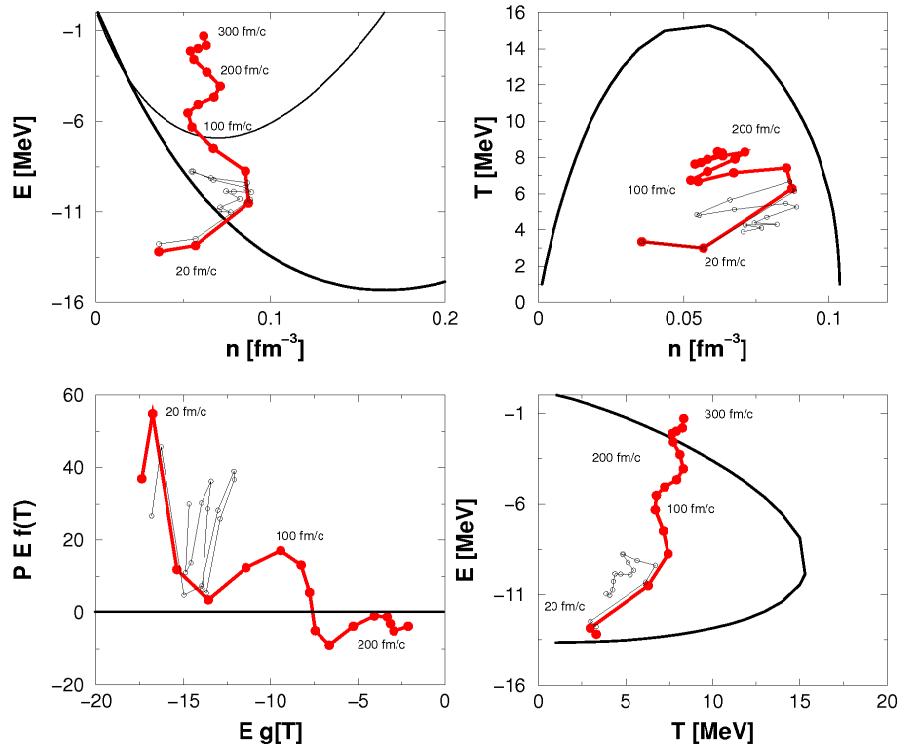 −1
−6
−11
−16
E [MeV]
0
0.1
0.2
n [fm⁻³]
300 fm/c
200 fm/c
100 fm/c
20 fm/c
16
14
12
10
8
6
4
2
0
T [MeV]
0
0.05
0.1
n [fm⁻³]
200 fm/c
100 fm/c
20 fm/c
60
40
20
0
−20
P E f(T)
−20
−15
−10
−5
0
E g[T]
20 fm/c
100 fm/c
200 fm/c
−1
−6
−11
−16
E [MeV]
0
5
10
15
20
T [MeV]
300 fm/c
200 fm/c
100 fm/c
20 fm/c